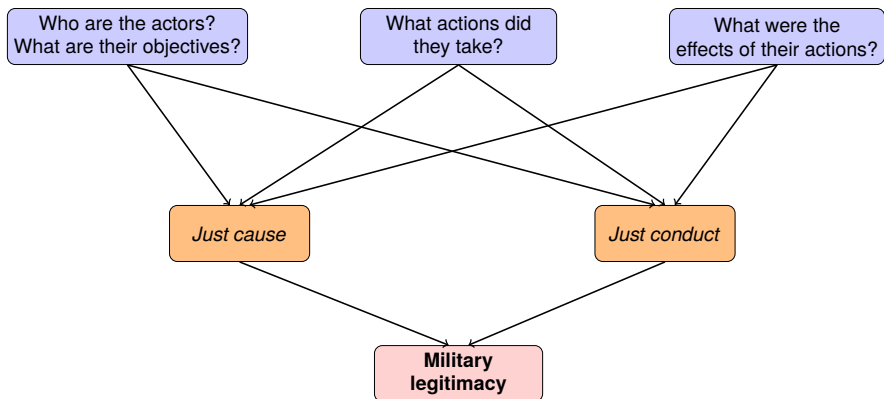 Who are the actors?
What are their objectives?
What actions did
they take?
What were the
effects of their actions?
Just cause
Just conduct
Military
legitimacy